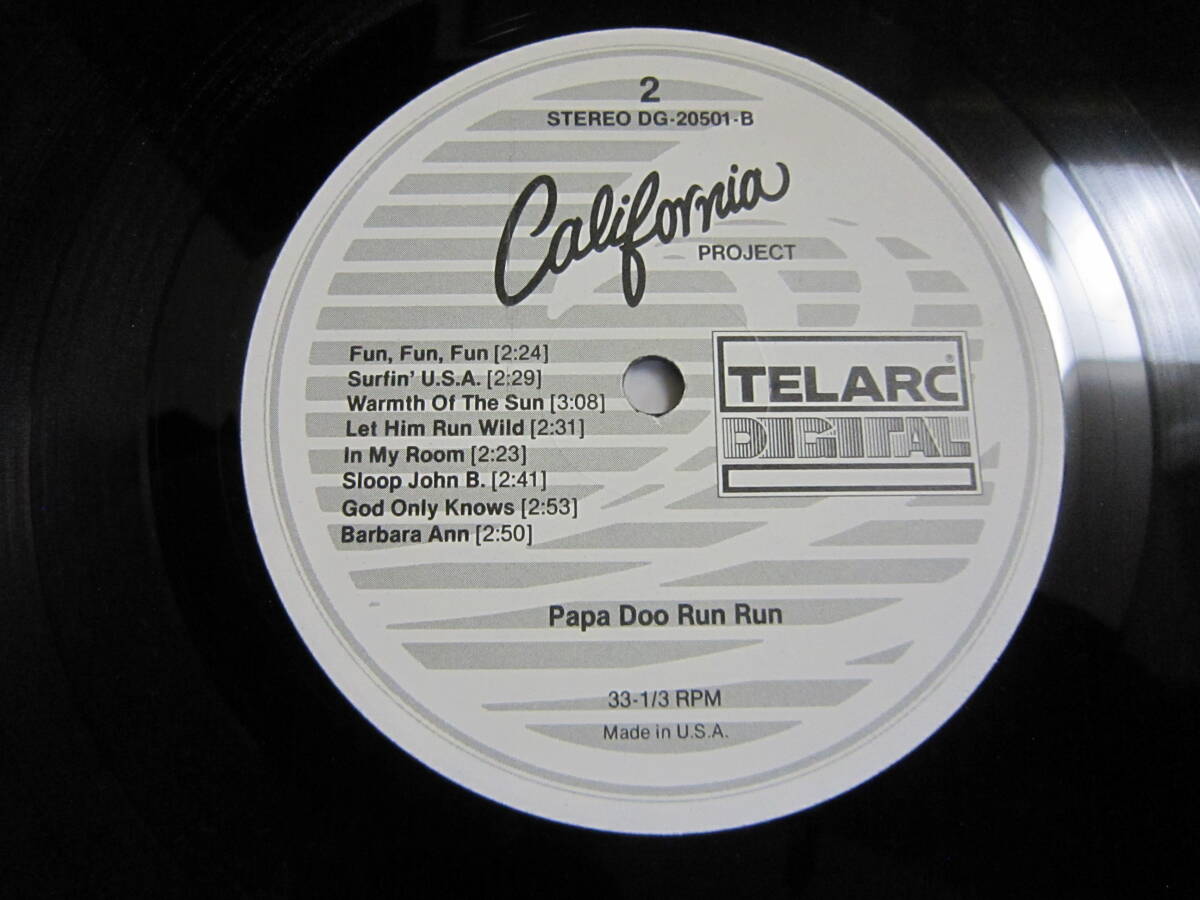 2
STEREO DG-20501-B
California
PROJECT
Fun, Fun, Fun [2:24]
Surfin' U.S.A. [2:29]
Warmth Of The Sun [3:08]
Let Him Run Wild [2:31]
In My Room [2:23]
Sloop John B. [2:41]
God Only Knows [2:53]
Barbara Ann [2:50]
TELARC®
DIGITAL
Papa Doo Run Run
33-1/3 RPM
Made in U.S.A.